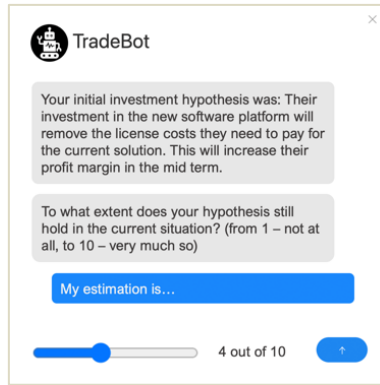 TradeBot
Your initial investment hypothesis was: Their
investment in the new software platform will
remove the license costs they need to pay for
the current solution. This will increase their
profit margin in the mid term.
To what extent does your hypothesis still
hold in the current situation? (from 1 – not at
all, to 10 – very much so)
My estimation is…
4 out of 10